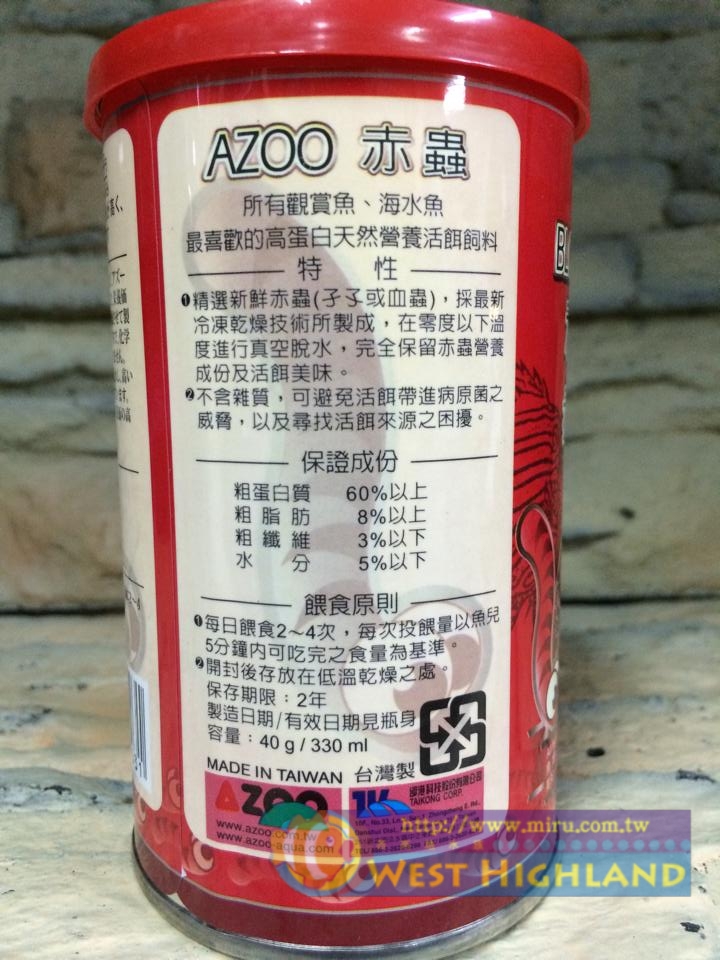 AZOO 赤蟲
所有觀賞魚、海水魚
最喜歡的高蛋白天然營養活餌飼料
特性
❶精選新鮮赤蟲(孑孓或血蟲)，採最新
冷凍乾燥技術所製成，在零度以下溫
度進行真空脫水，完全保留赤蟲營養
成份及活餌美味。
❷不含雜質，可避免活餌帶進病原菌之
威脅，以及尋找活餌來源之困擾。
保證成份
粗蛋白質 60%以上
粗脂肪 8%以上
粗纖維 3%以下
水分 5%以下
餵食原則
❶每日餵食2～4次，每次投餵量以魚兒
5分鐘內可吃完之食量為基準。
❷開封後存放在低溫乾燥之處。
保存期限：2年
製造日期/有效日期見瓶身
容量：40 g / 330 ml
MADE IN TAIWAN 台灣製
AZOO
www.azoo.com.tw
www.azoo-aqua.com
TAIKONG CORP.
http://www.miru.com.tw
WEST HIGHLAND